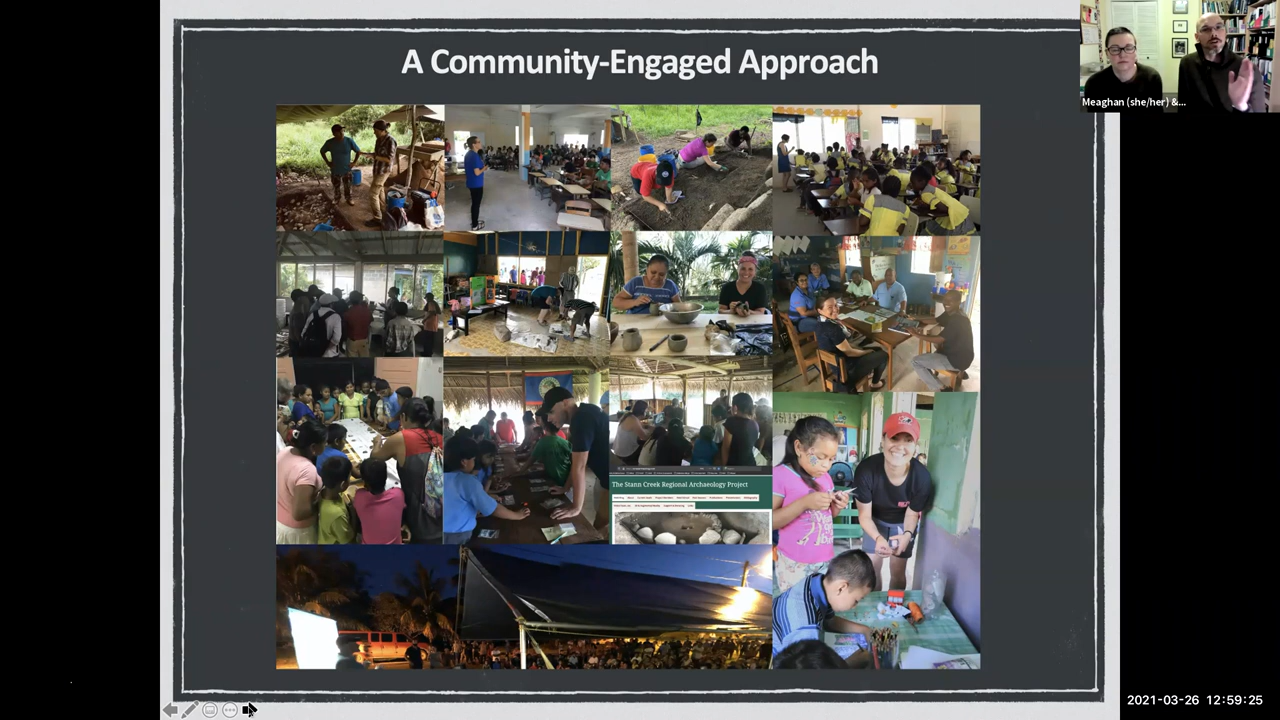 A Community-Engaged Approach
Meaghan (she/her) &...
The Stann Creek Regional Archaeology Project
2021-03-26 12:59:25